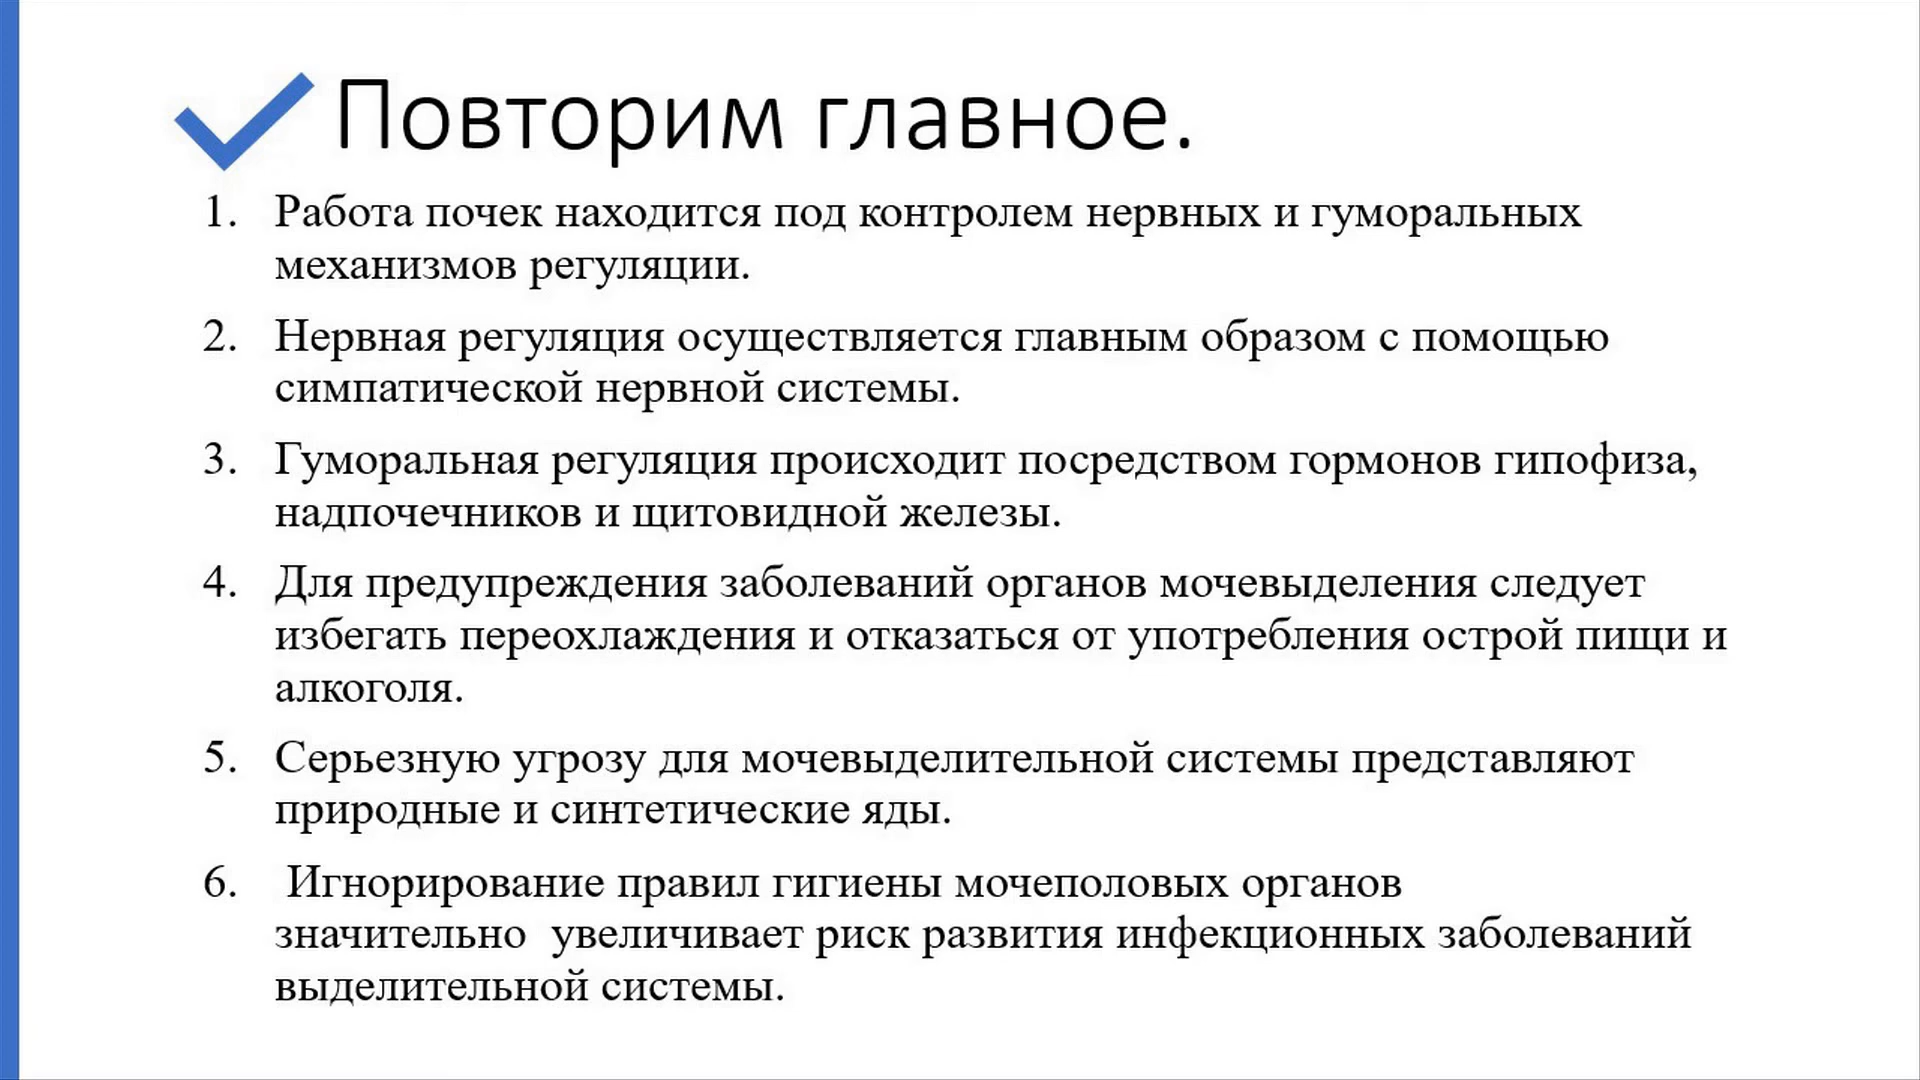 Повторим главное.
1. Работа почек находится под контролем нервных и гуморальных
механизмов регуляции.
2. Нервная регуляция осуществляется главным образом с помощью
симпатической нервной системы.
3. Гуморальная регуляция происходит посредством гормонов гипофиза,
надпочечников и щитовидной железы.
4. Для предупреждения заболеваний органов мочевыделения следует
избегать переохлаждения и отказаться от употребления острой пищи и
алкоголя.
5. Серьезную угрозу для мочевыделительной системы представляют
природные и синтетические яды.
6. Игнорирование правил гигиены мочеполовых органов
значительно  увеличивает риск развития инфекционных заболеваний
выделительной системы.